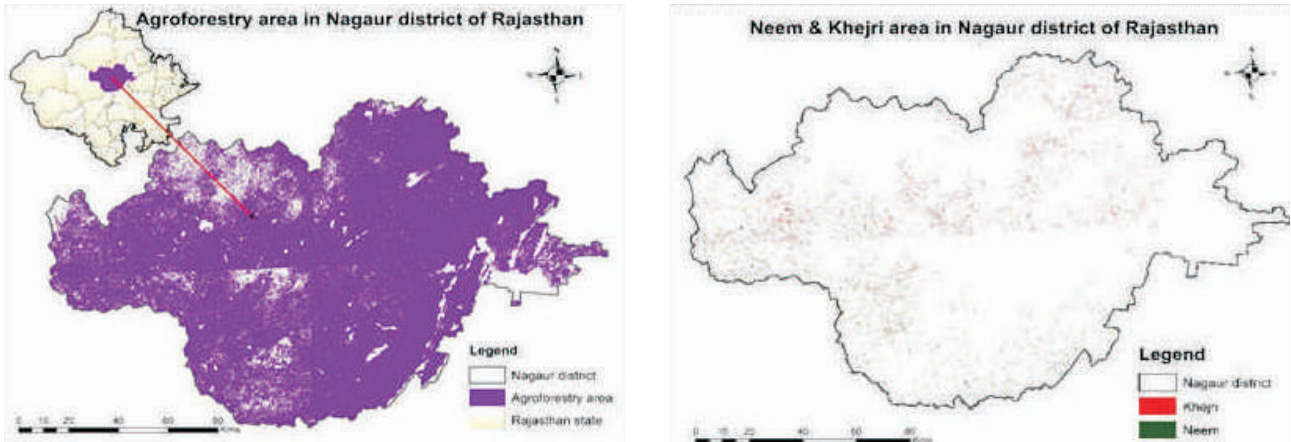 Agroforestry area in Nagaur district of Rajasthan
N
Legend
Nagaur district
Agroforestry area
Rajasthan state
0 10 20 40 60 80
Neem & Khejri area in Nagaur district of Rajasthan
N
Legend
Nagaur district
Khejri
Neem
0 10 20 40 60 80